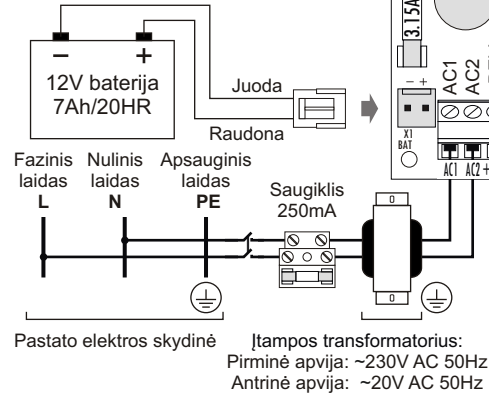 − +
12V baterija
7Ah/20HR
Juoda
Raudona
3.15A
AC1
AC2
− +
X1
BAT
AC1 AC2 +
Fazinis laidas L
Nulinis laidas N
Apsauginis laidas PE
Saugiklis
250mA
Pastato elektros skydinė
Įtampos transformatorius:
Pirminė apvija: ~230V AC 50Hz
Antrinė apvija: ~20V AC 50Hz